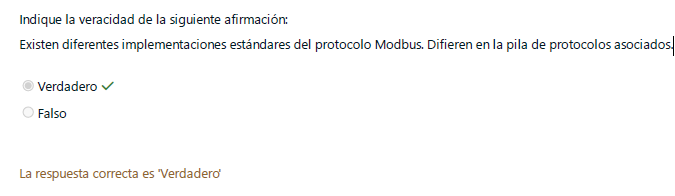 Indique la veracidad de la siguiente afirmación:
Existen diferentes implementaciones estándares del protocolo Modbus. Difieren en la pila de protocolos asociados.
Verdadero
Falso
La respuesta correcta es 'Verdadero'